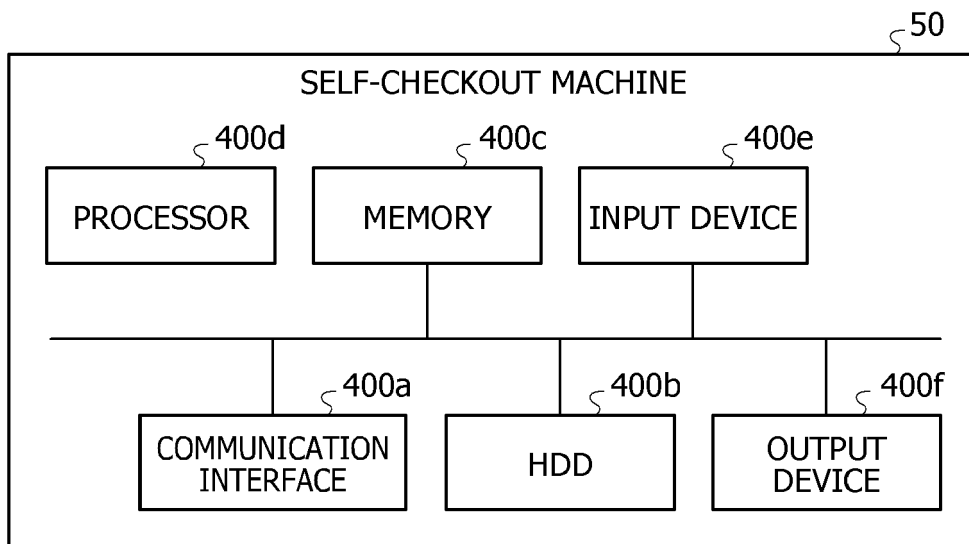 50
SELF-CHECKOUT MACHINE
400d
400c
400e
PROCESSOR
MEMORY
INPUT DEVICE
400a
400b
400f
COMMUNICATION
INTERFACE
HDD
OUTPUT
DEVICE